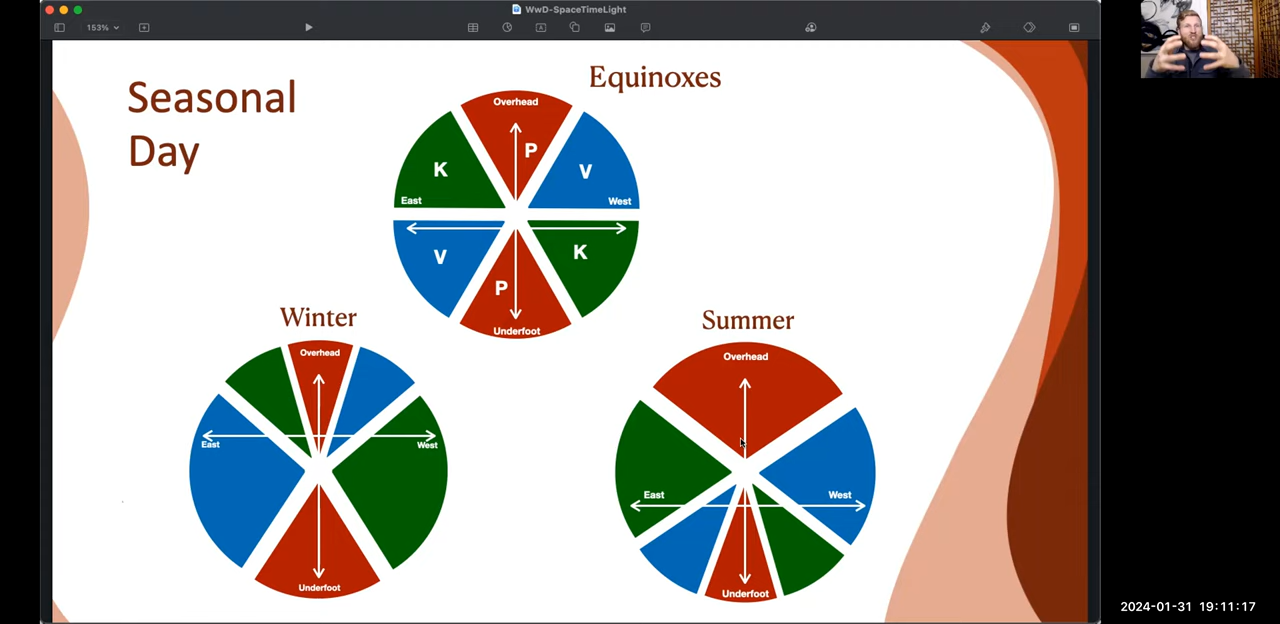 WwD-SpaceTimeLight
153%
Seasonal
Day
Equinoxes
Overhead
P
K
V
East
West
V
K
P
Underfoot
Winter
Overhead
East
West
Underfoot
Summer
Overhead
East
West
Underfoot
2024-01-31 19:11:17